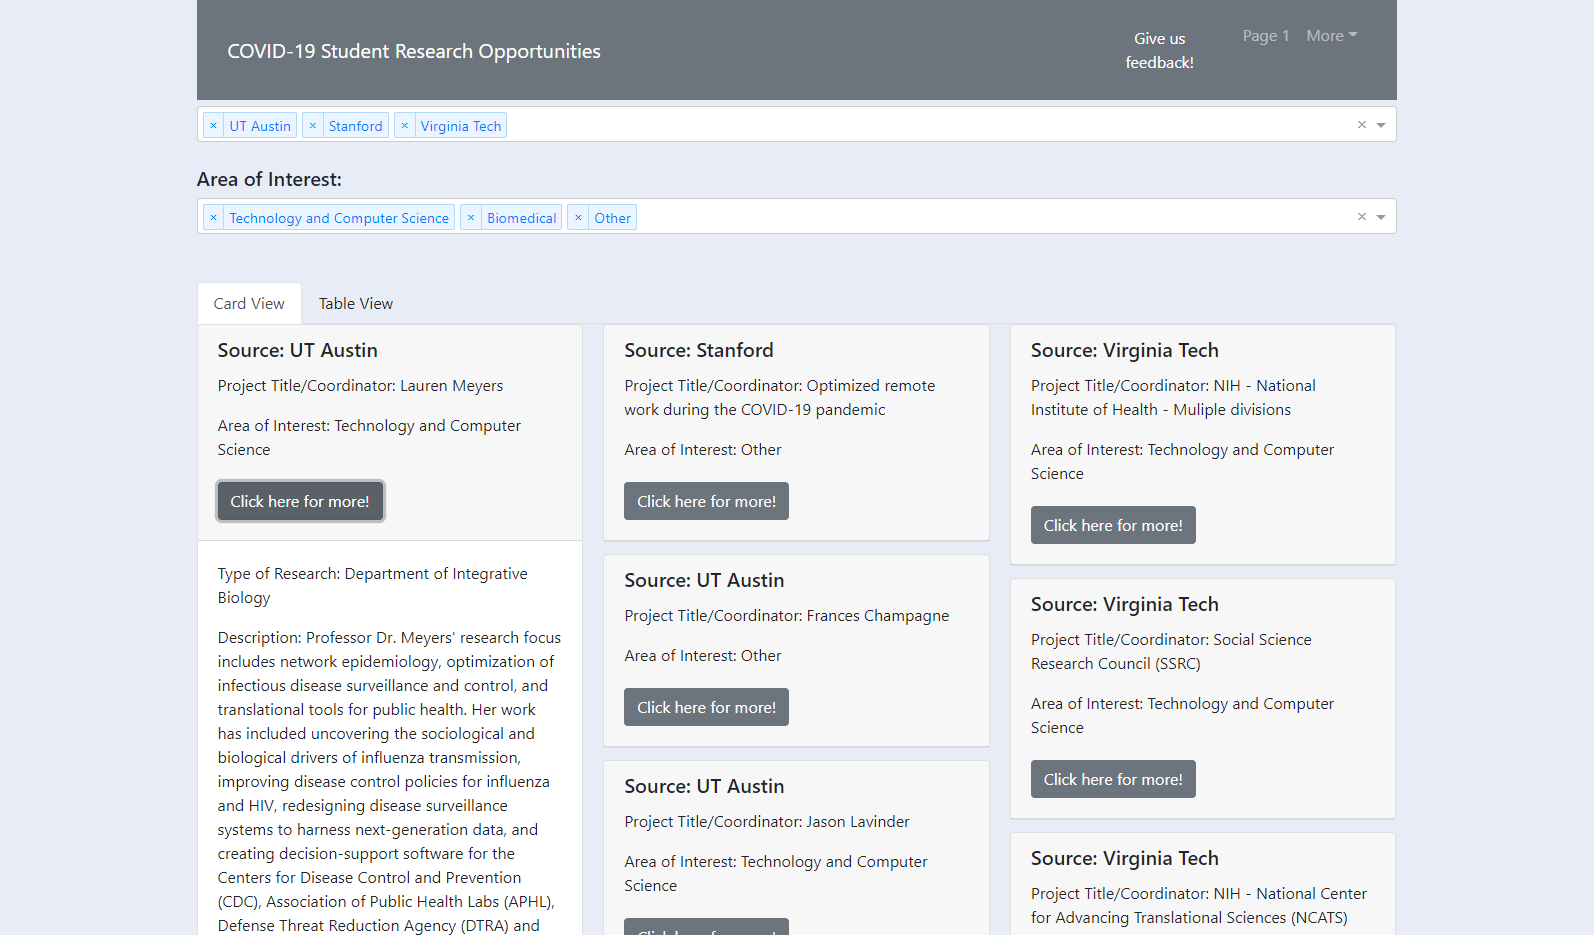 COVID-19 Student Research Opportunities
Give us
feedback!
Page 1
More
× UT Austin × Stanford × Virginia Tech
×
Area of Interest:
× Technology and Computer Science × Biomedical × Other
×
Card View
Table View
Source: UT Austin
Project Title/Coordinator: Lauren Meyers
Area of Interest: Technology and Computer
Science
Click here for more!
Type of Research: Department of Integrative
Biology
Description: Professor Dr. Meyers' research focus
includes network epidemiology, optimization of
infectious disease surveillance and control, and
translational tools for public health. Her work
has included uncovering the sociological and
biological drivers of influenza transmission,
improving disease control policies for influenza
and HIV, redesigning disease surveillance
systems to harness next-generation data, and
creating decision-support software for the
Centers for Disease Control and Prevention
(CDC), Association of Public Health Labs (APHL),
Defense Threat Reduction Agency (DTRA) and
Source: Stanford
Project Title/Coordinator: Optimized remote
work during the COVID-19 pandemic
Area of Interest: Other
Click here for more!
Source: UT Austin
Project Title/Coordinator: Frances Champagne
Area of Interest: Other
Click here for more!
Source: UT Austin
Project Title/Coordinator: Jason Lavinder
Area of Interest: Technology and Computer
Science
Click here for more!
Source: Virginia Tech
Project Title/Coordinator: NIH - National
Institute of Health - Muliple divisions
Area of Interest: Technology and Computer
Science
Click here for more!
Source: Virginia Tech
Project Title/Coordinator: Social Science
Research Council (SSRC)
Area of Interest: Technology and Computer
Science
Click here for more!
Source: Virginia Tech
Project Title/Coordinator: NIH - National Center
for Advancing Translational Sciences (NCATS)